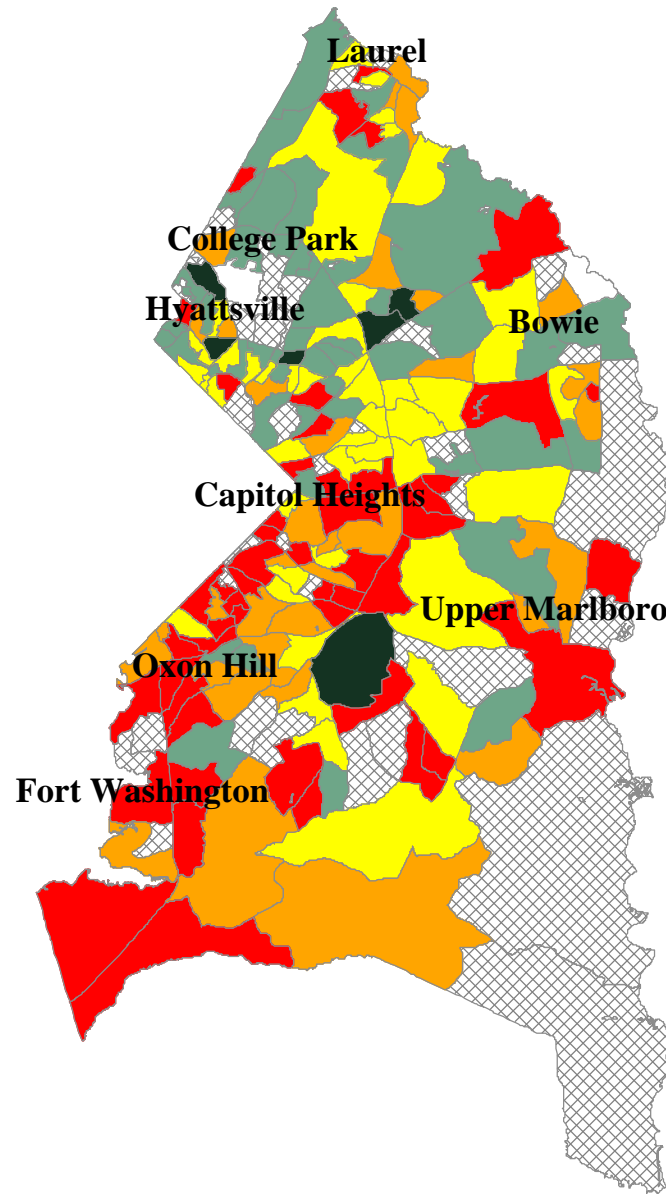 Laurel
College Park
Hyattsville
Bowie
Capitol Heights
Upper Marlboro
Oxon Hill
Fort Washington